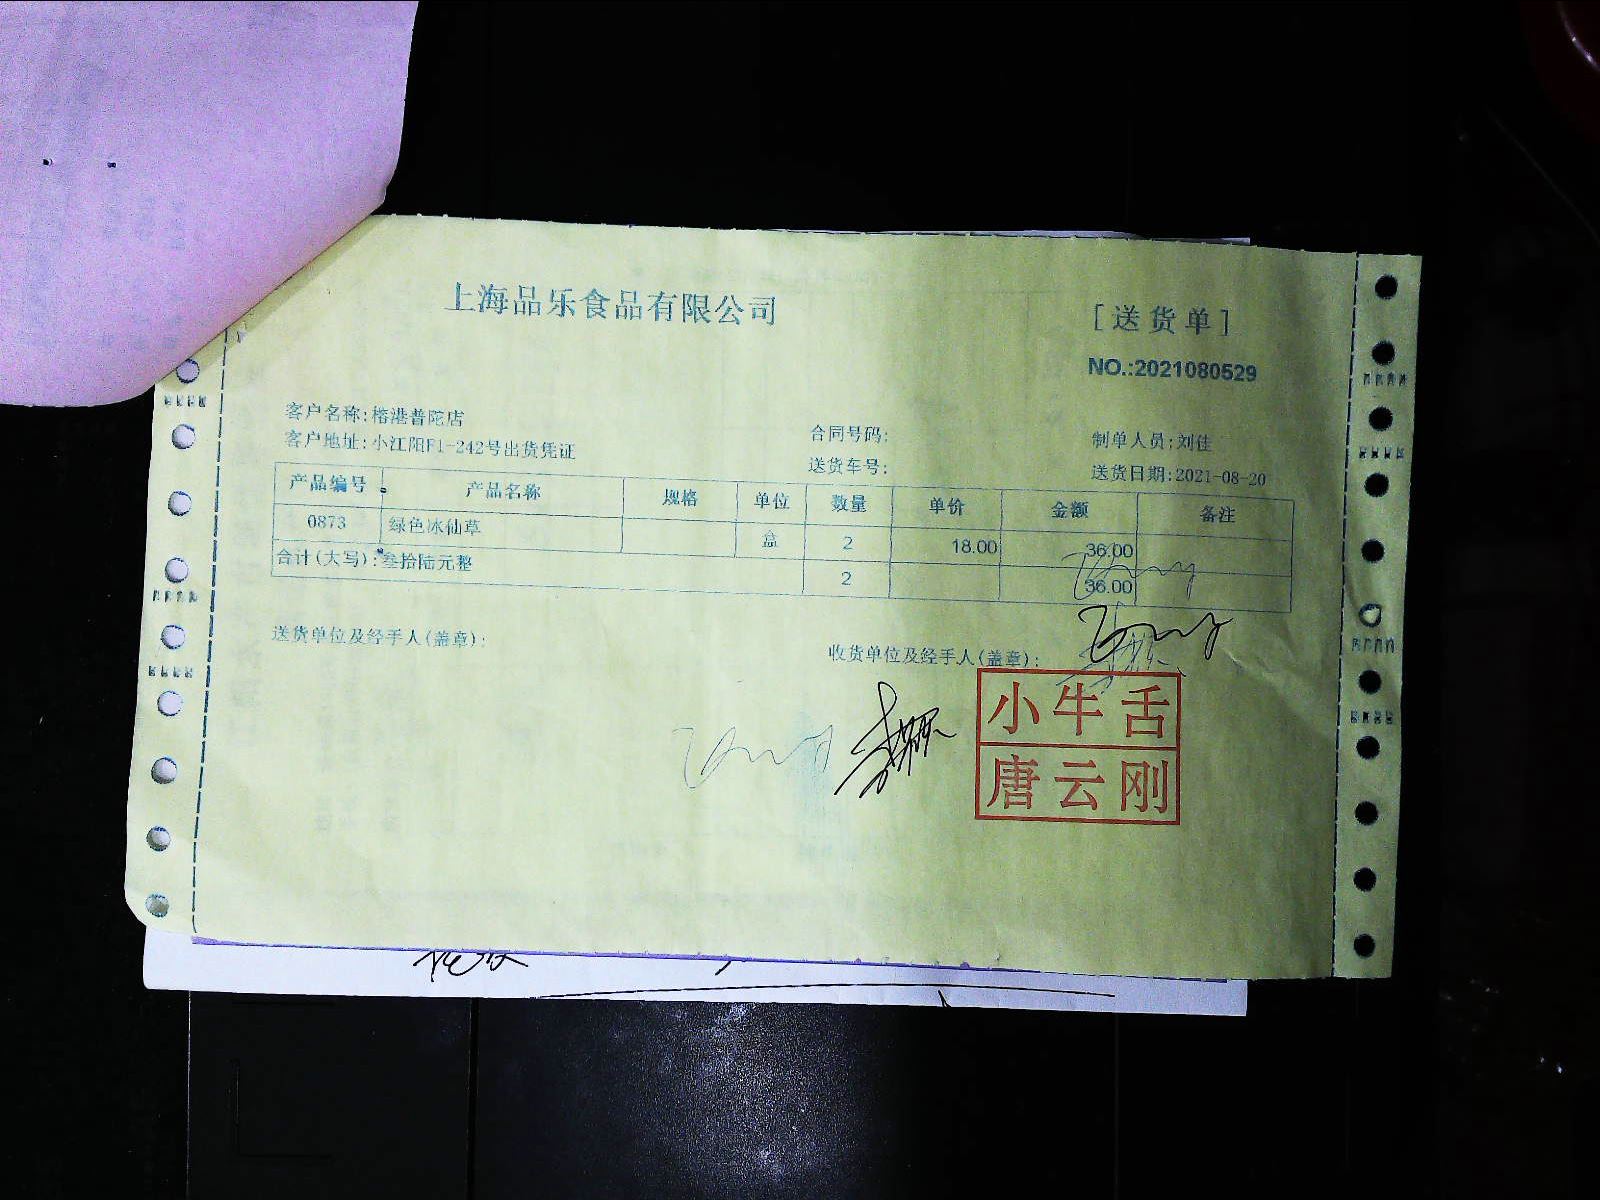 上海品乐食品有限公司
[送货单]
NO.:2021080529
客户名称:榕港普陀店
合同号码:
制单人员:刘佳
客户地址:小江阳F1-242号出货凭证
送货车号:
送货日期:2021-08-20
产品编号 产品名称 规格 单位 数量 单价 金额 备注
0873 绿色冰仙草 盒 2 18.00 36.00
合计(大写):叁拾陆元整 2 36.00
送货单位及经手人(盖章):
收货单位及经手人(盖章):
小牛舌
唐云刚